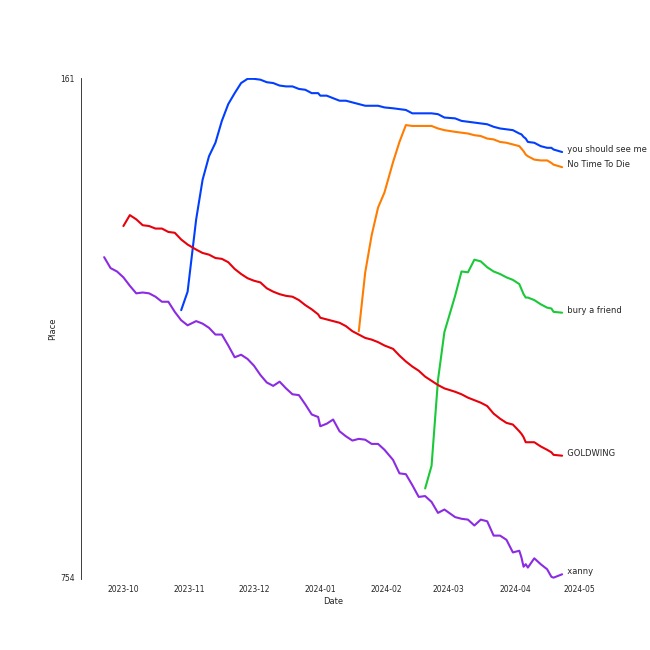 161
you should see me
No Time To Die
bury a friend
Place
GOLDWING
xanny
754
2023-10 2023-11 2023-12 2024-01 2024-02 2024-03 2024-04 2024-05
Date